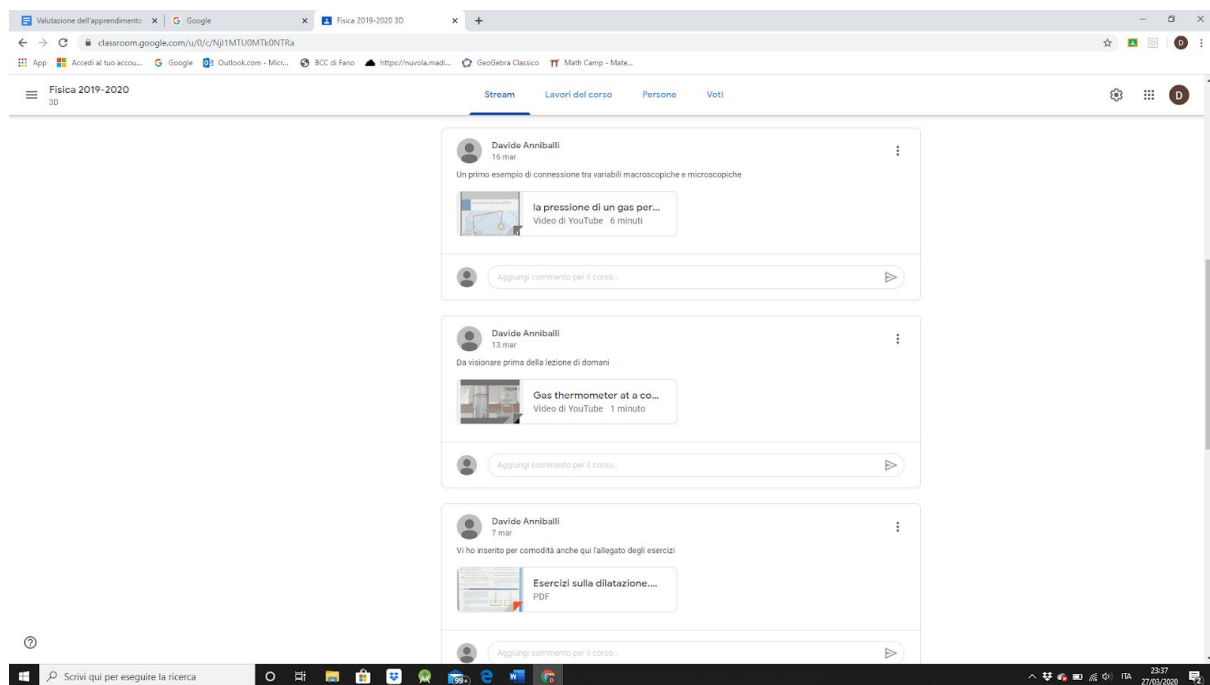 Valutazione dell'apprendimento
Google
Fisica 2019-2020 3D
classroom.google.com/u/0/c/NjI1MTU0MTk0NTRa
App
Accedi al tuo accou...
Google
Outlook.com - Micr...
BCC di Fano
https://nuvola.madi...
GeoGebra Classico
Math Camp - Mate...
Fisica 2019-2020
3D
Stream
Lavori del corso
Persone
Voti
D
Davide Anniballi
16 mar
Un primo esempio di connessione tra variabili macroscopiche e microscopiche
la pressione di un gas per...
Video di YouTube 6 minuti
Aggiungi commento per il corso...
Davide Anniballi
13 mar
Da visionare prima della lezione di domani
Gas thermometer at a co...
Video di YouTube 1 minuto
Aggiungi commento per il corso...
Davide Anniballi
7 mar
Vi ho inserito per comodità anche qui l'allegato degli esercizi
Esercizi sulla dilatazione....
PDF
Aggiungi commento per il corso...
Scrivi qui per eseguire la ricerca
99+
ITA
23:37
27/03/2020